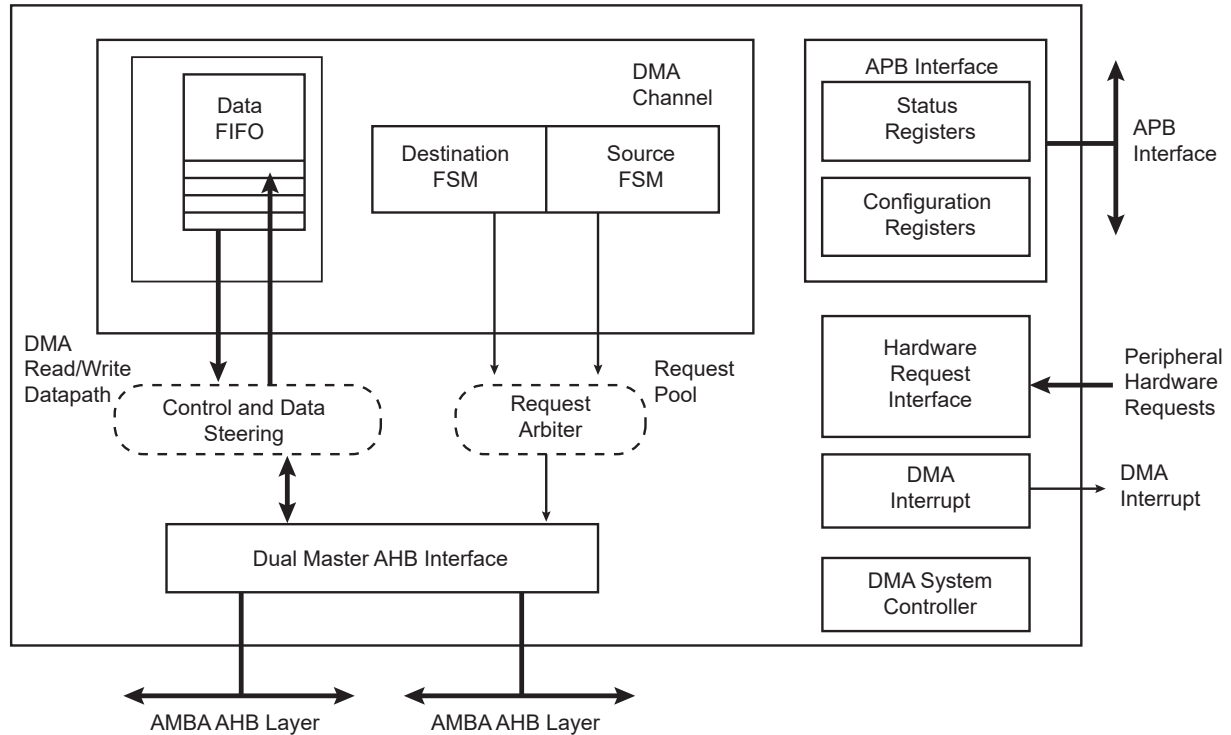 Data
FIFO
DMA
Channel
Destination
FSM
Source
FSM
APB Interface
Status
Registers
Configuration
Registers
APB
Interface
DMA
Read/Write
Datapath
Control and Data
Steering
Request
Arbiter
Request
Pool
Hardware
Request
Interface
Peripheral
Hardware
Requests
DMA
Interrupt
DMA
Interrupt
Dual Master AHB Interface
DMA System
Controller
AMBA AHB Layer
AMBA AHB Layer